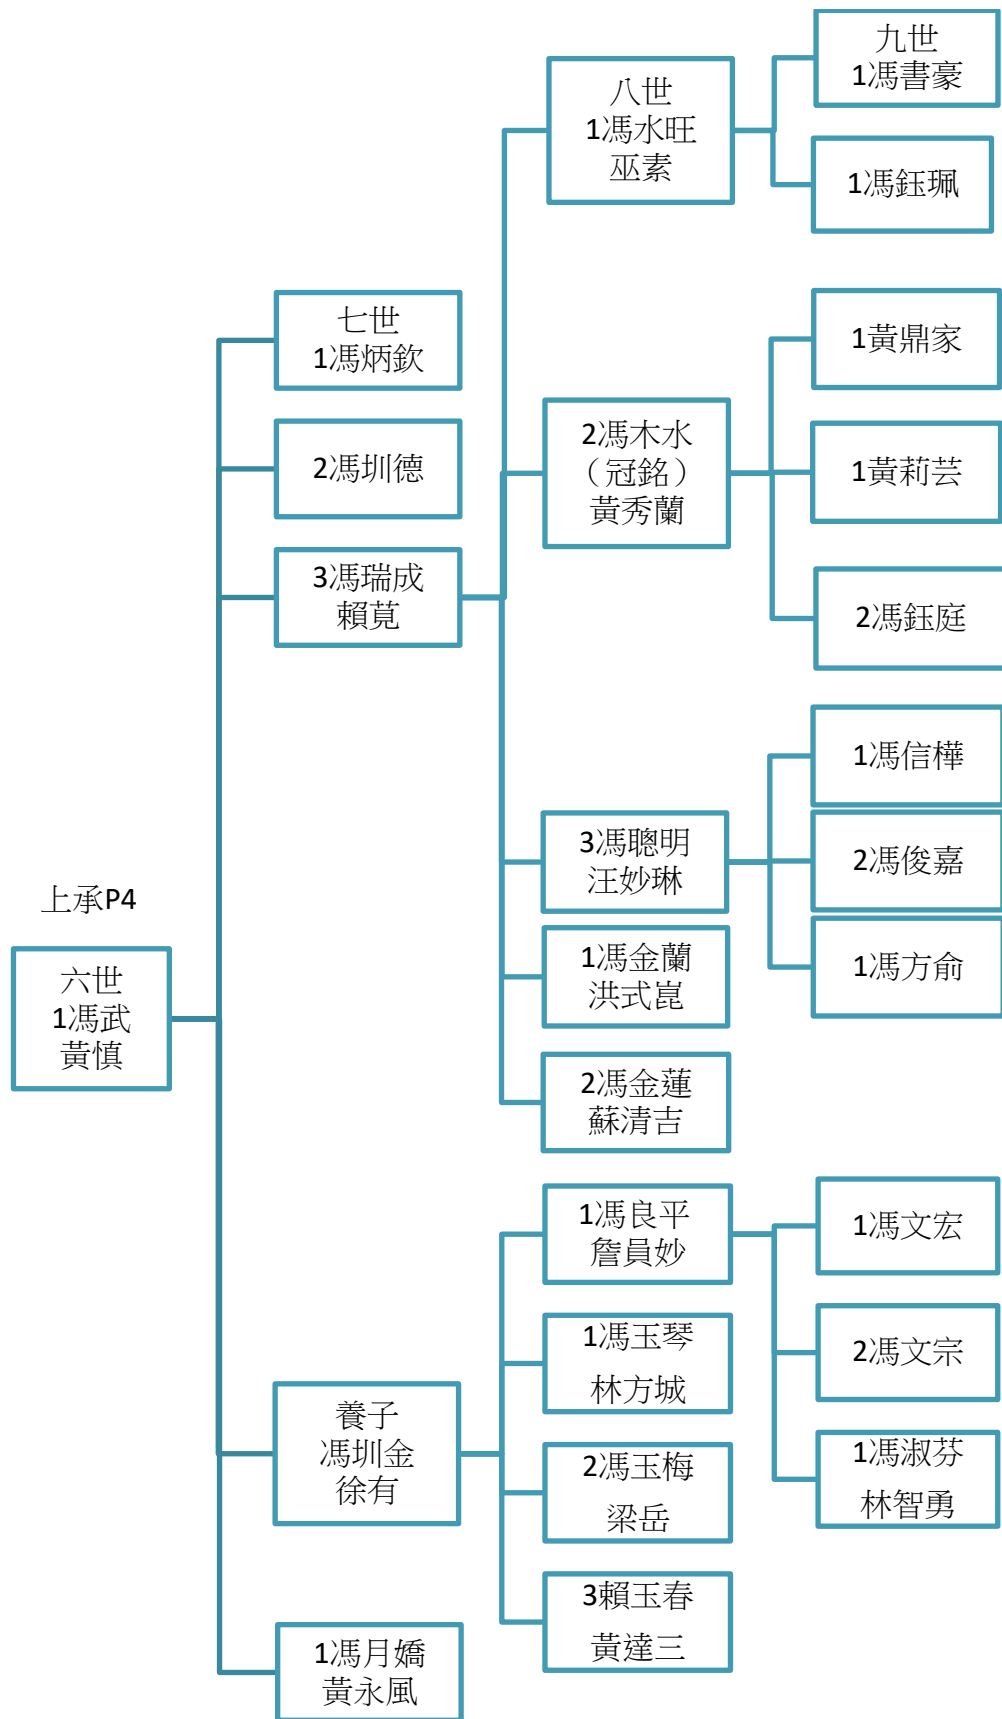 上承P4
六世
1馮武
黃慎
七世
1馮炳欽
2馮圳德
3馮瑞成
賴莧
養子
馮圳金
徐有
1馮月嬌
黃永風
八世
1馮水旺
巫素
2馮木水
（冠銘）
黃秀蘭
3馮聰明
汪妙琳
1馮金蘭
洪式崑
2馮金蓮
蘇清吉
1馮良平
詹員妙
1馮玉琴
林方城
2馮玉梅
梁岳
3賴玉春
黃達三
九世
1馮書豪
1馮鈺珮
1黃鼎家
1黃莉芸
2馮鈺庭
1馮信樺
2馮俊嘉
1馮方俞
1馮文宏
2馮文宗
1馮淑芬
林智勇